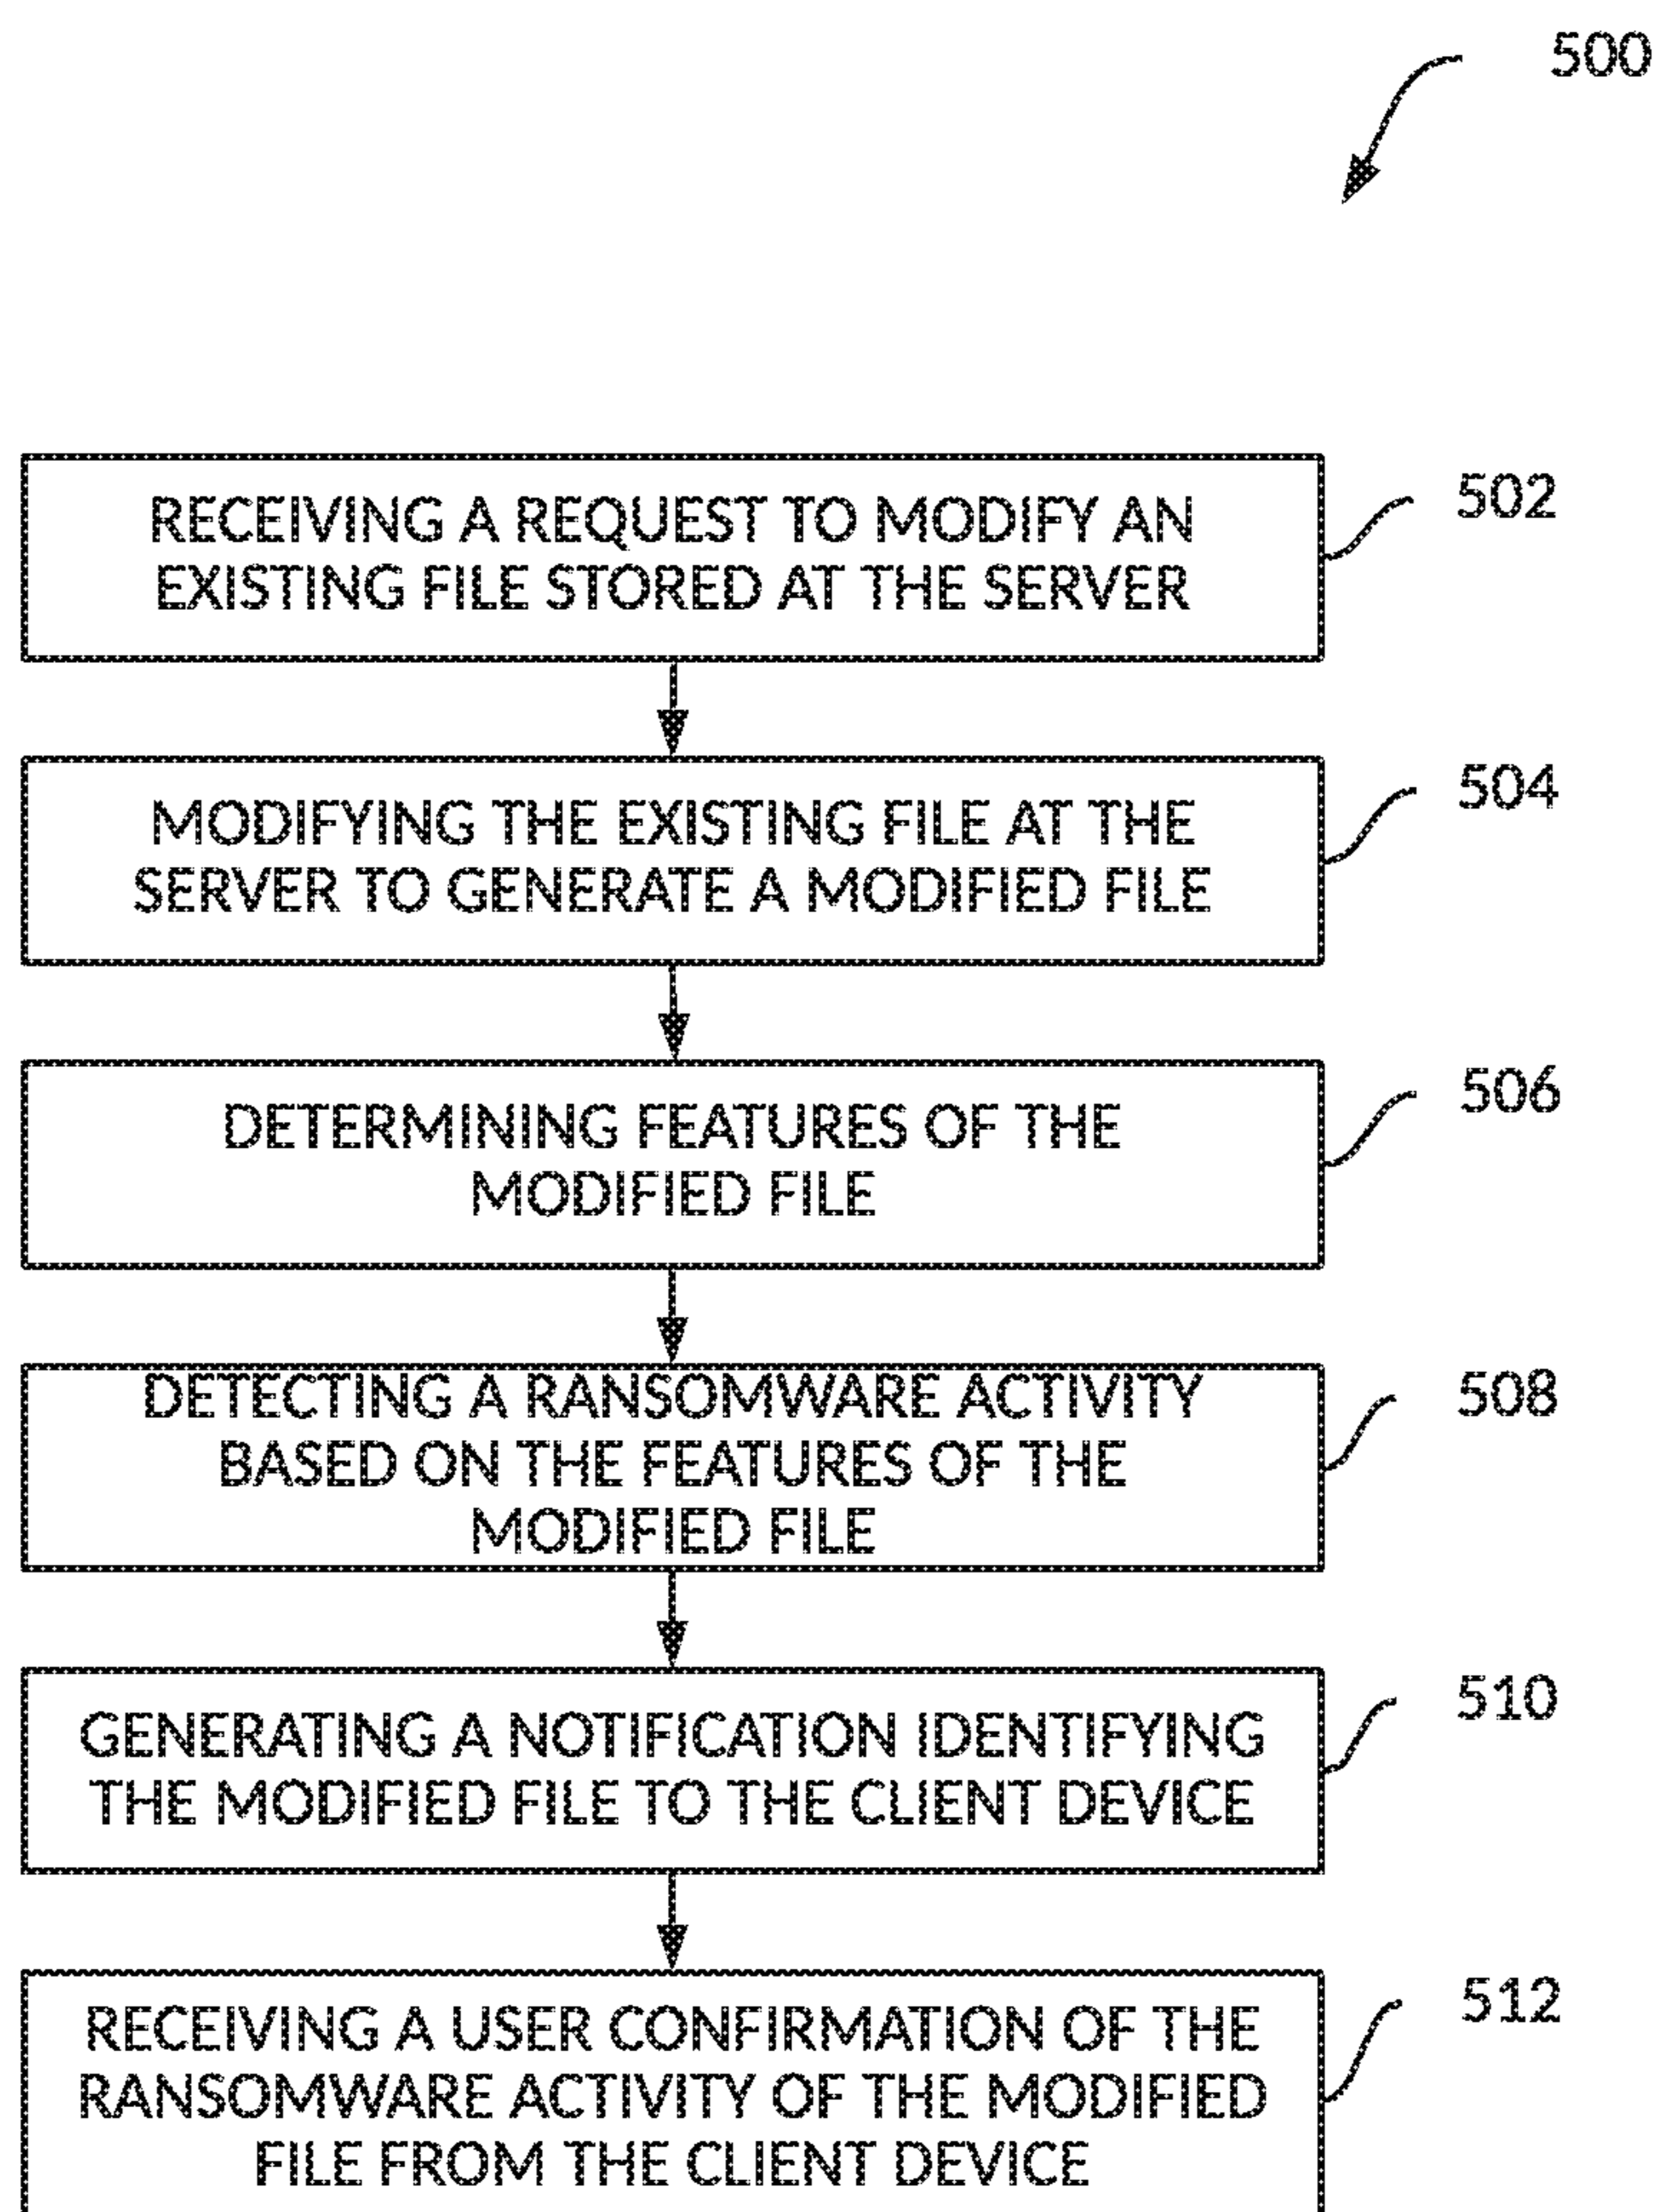 500
RECEIVING A REQUEST TO MODIFY AN
EXISTING FILE STORED AT THE SERVER
502
MODIFYING THE EXISTING FILE AT THE
SERVER TO GENERATE A MODIFIED FILE
504
DETERMINING FEATURES OF THE
MODIFIED FILE
506
DETECTING A RANSOMWARE ACTIVITY
BASED ON THE FEATURES OF THE
MODIFIED FILE
508
GENERATING A NOTIFICATION IDENTIFYING
THE MODIFIED FILE TO THE CLIENT DEVICE
510
RECEIVING A USER CONFIRMATION OF THE
RANSOMWARE ACTIVITY OF THE MODIFIED
FILE FROM THE CLIENT DEVICE
512